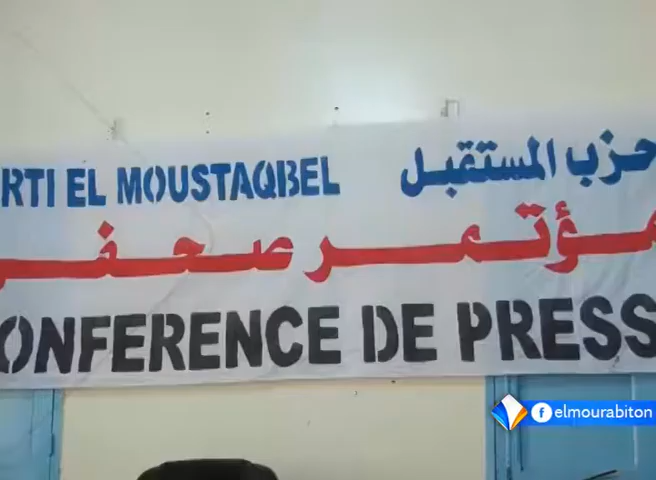 RTI EL MOUSTAQBEL حزب المستقبل
مؤتمر صحفي
ONFERENCE DE PRESS
elmourabiton